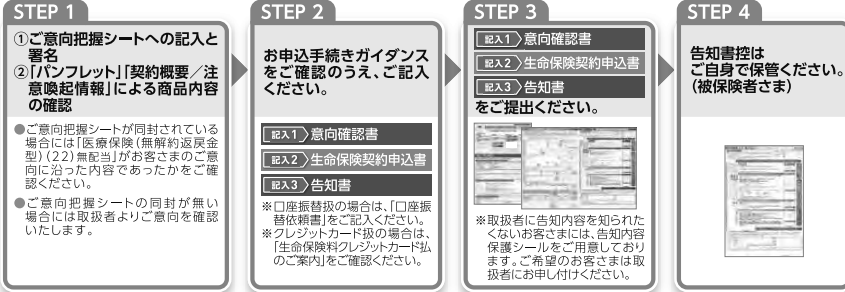 STEP 1
①ご意向把握シートへの記入と
署名
②「パンフレット」「契約概要／注
意喚起情報」による商品内容
の確認
●ご意向把握シートが同封されている
場合には「医療保険(無解約返戻金
型)(22)無配当」がお客さまのご意
向に沿った内容であったかをご確
認ください。
●ご意向把握シートの同封が無い
場合には取扱者よりご意向を確認
いたします。
STEP 2
お申込手続きガイダンス
をご確認のうえ、ご記入
ください。
記入1 意向確認書
記入2 生命保険契約申込書
記入3 告知書
※口座振替扱の場合は、「口座振
替依頼書」をご記入ください。
※クレジットカード扱の場合は、
「生命保険料クレジットカード払
のご案内」をご確認ください。
STEP 3
記入1 意向確認書
記入2 生命保険契約申込書
記入3 告知書
をご提出ください。
※取扱者に告知内容を知られた
くないお客さまには、告知内容
保護シールをご用意しており
ます。ご希望のお客さまは取
扱者にお申し付けください。
STEP 4
告知書控は
ご自身で保管ください。
(被保険者さま)